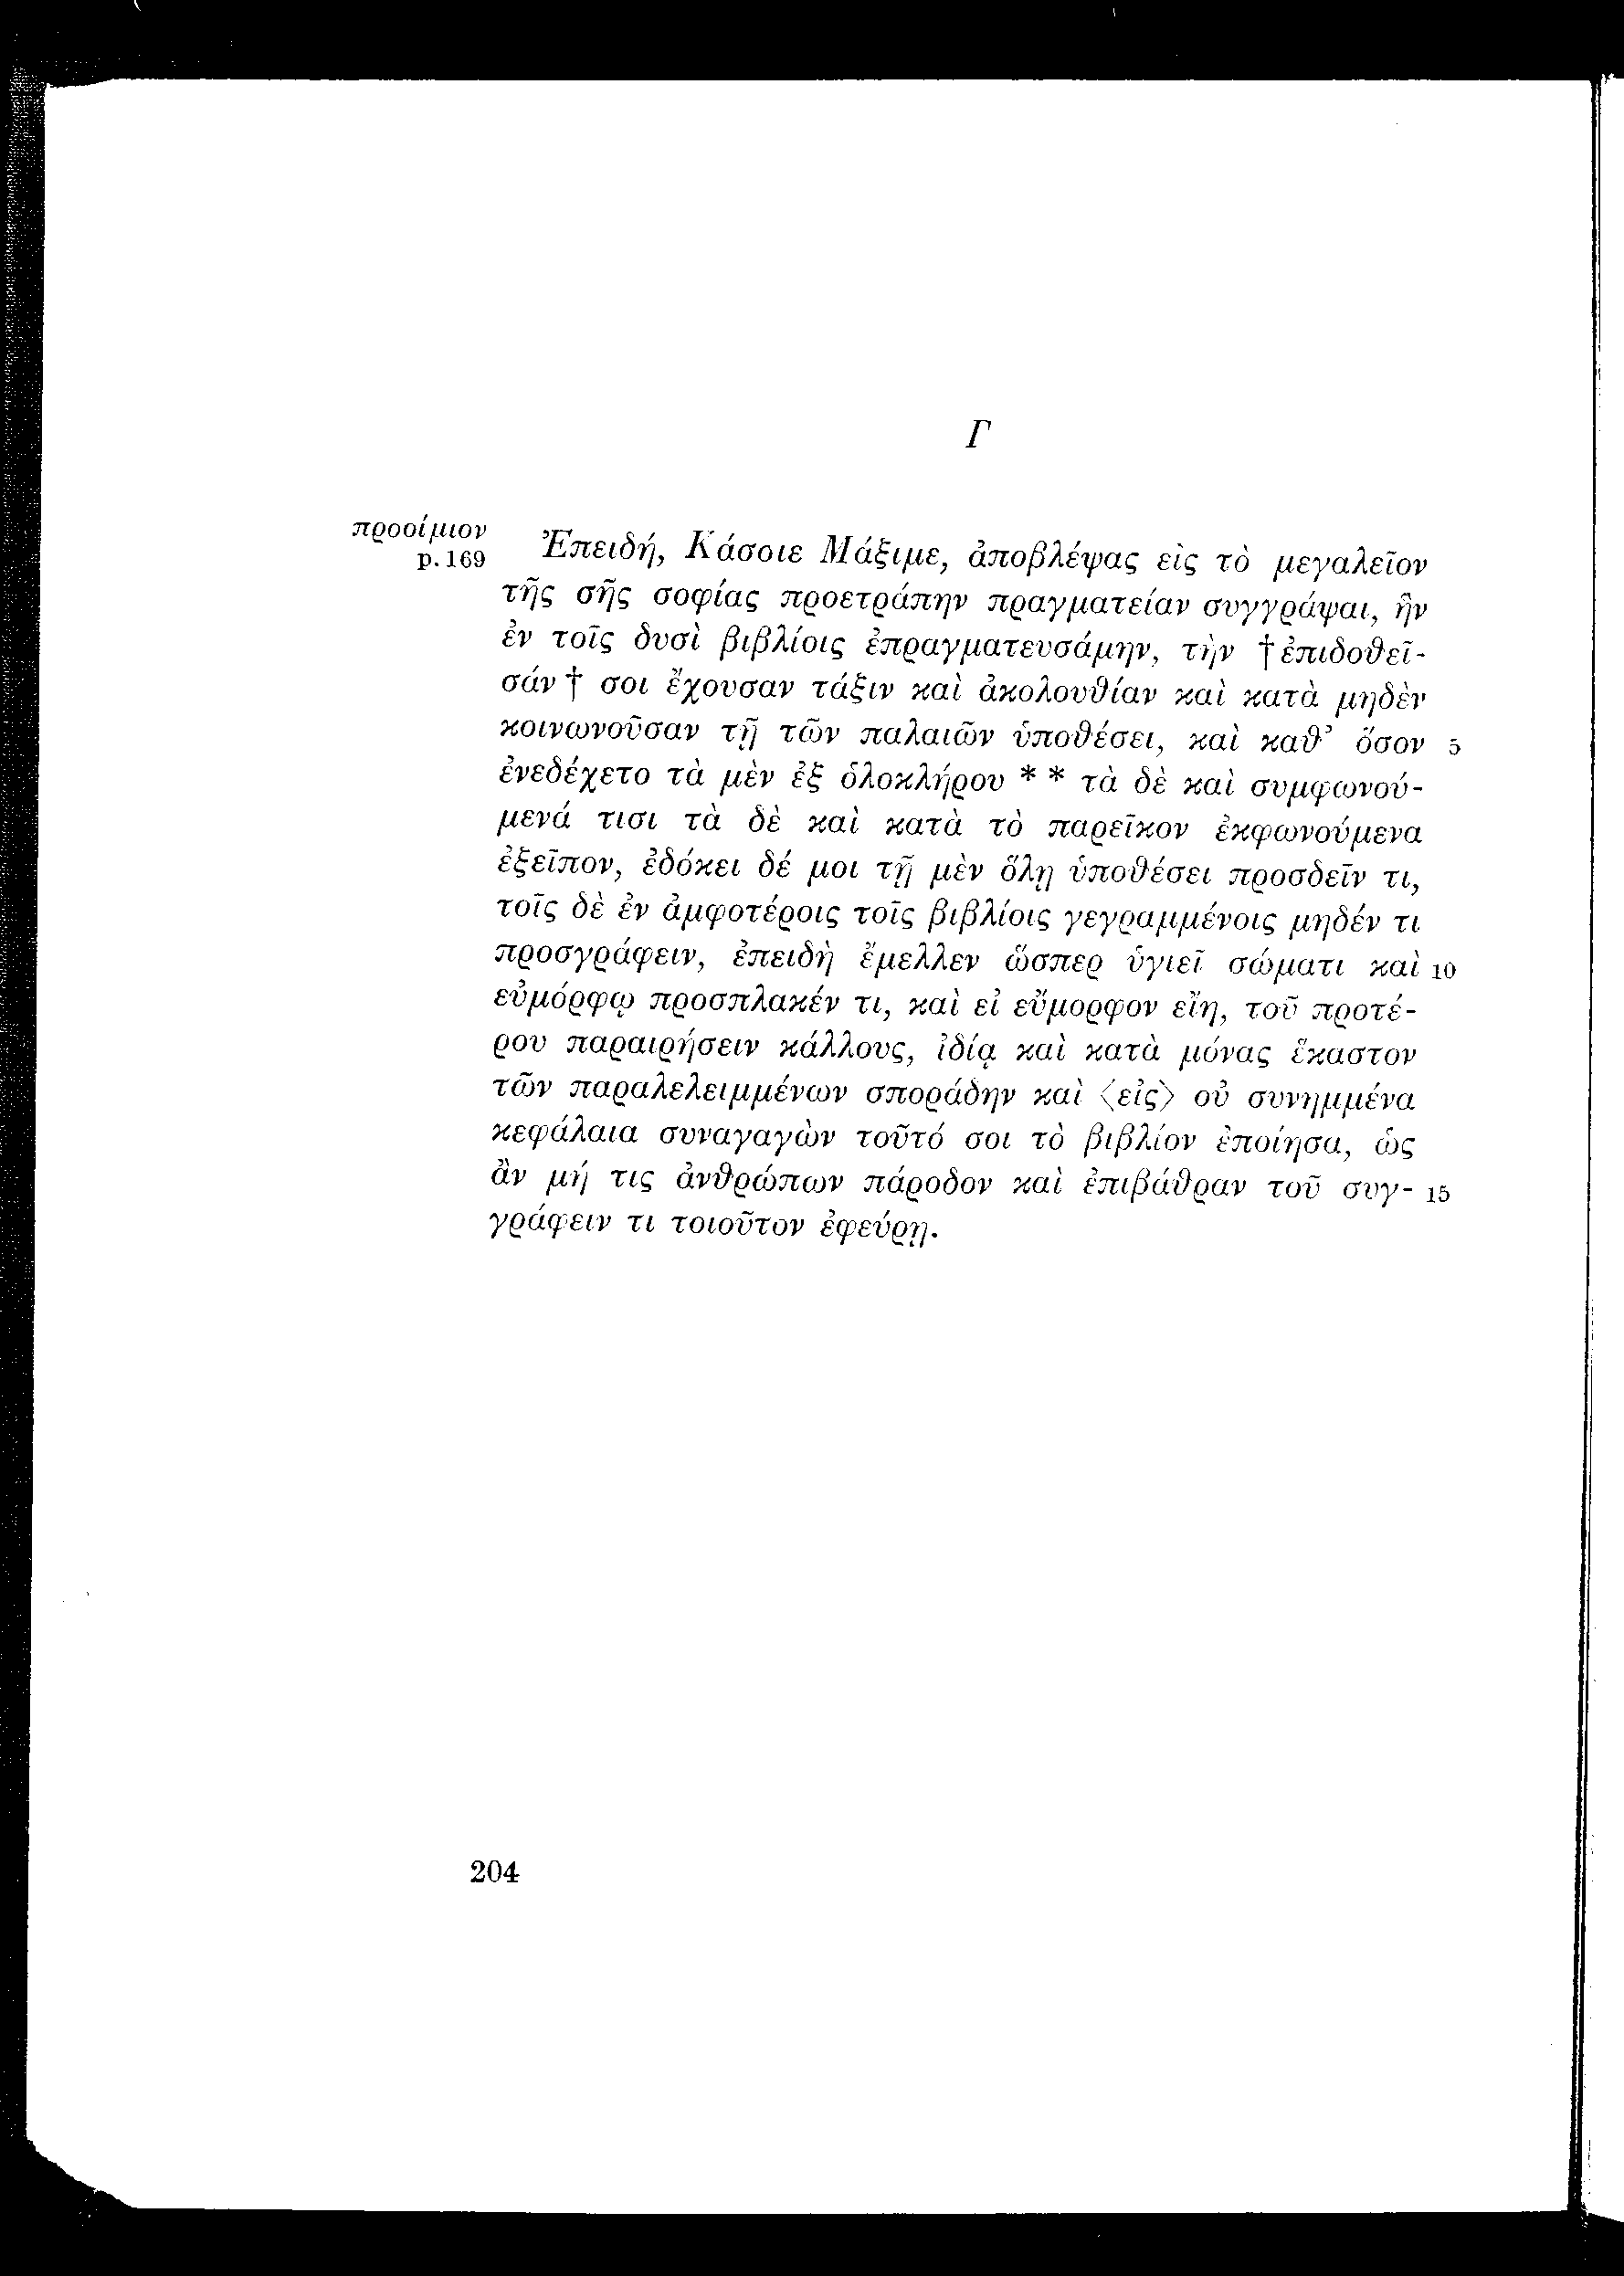 Γ
προοίμιον
p. 169
Ἐπειδή, Κάσσιε Μάξιμε, ἀποβλέψας εἰς τὸ μεγαλεῖον
τῆς σῆς σοφίας προετράπην πραγματείαν συγγράψαι, ἣν
ἐν τοῖς δυσὶ βιβλίοις ἐπραγματευσάμην, τὴν † ἐπιδοθεῖ-
σάν † σοι ἔχουσαν τάξιν καὶ ἀκολουθίαν καὶ κατὰ μηδὲν
κοινωνοῦσαν τῇ τῶν παλαιῶν ὑποθέσει, καὶ καθ’ ὅσον 5
ἐνεδέχετο τὰ μὲν ἐξ ὁλοκλήρου * * τὰ δὲ καὶ συμφωνού-
μενά τισι τὰ δὲ καὶ κατὰ τὸ παρεῖκον ἐκφωνούμενα
ἐξεῖπον, ἐδόκει δέ μοι τῇ μὲν ὅλῃ ὑποθέσει προσδεῖν τι,
τοῖς δὲ ἐν ἀμφοτέροις τοῖς βιβλίοις γεγραμμένοις μηδέν τι
προσγράφειν, ἐπειδὴ ἔμελλεν ὥσπερ ὑγιεῖ σώματι καὶ 10
εὐμόρφῳ προσπλακέν τι, καὶ εἰ εὔμορφον εἴη, τοῦ προτέ-
ρου παραιρήσειν κάλλους, ἰδίᾳ καὶ κατὰ μόνας ἕκαστον
τῶν παραλελειμμένων σποράδην καὶ ⟨εἰς⟩ οὐ συνημμένα
κεφάλαια συναγαγὼν τοῦτό σοι τὸ βιβλίον ἐποίησα, ὡς
ἂν μή τις ἀνθρώπων πάροδον καὶ ἐπιβάθραν τοῦ συγ- 15
γράφειν τι τοιοῦτον ἐφεύρῃ.
204